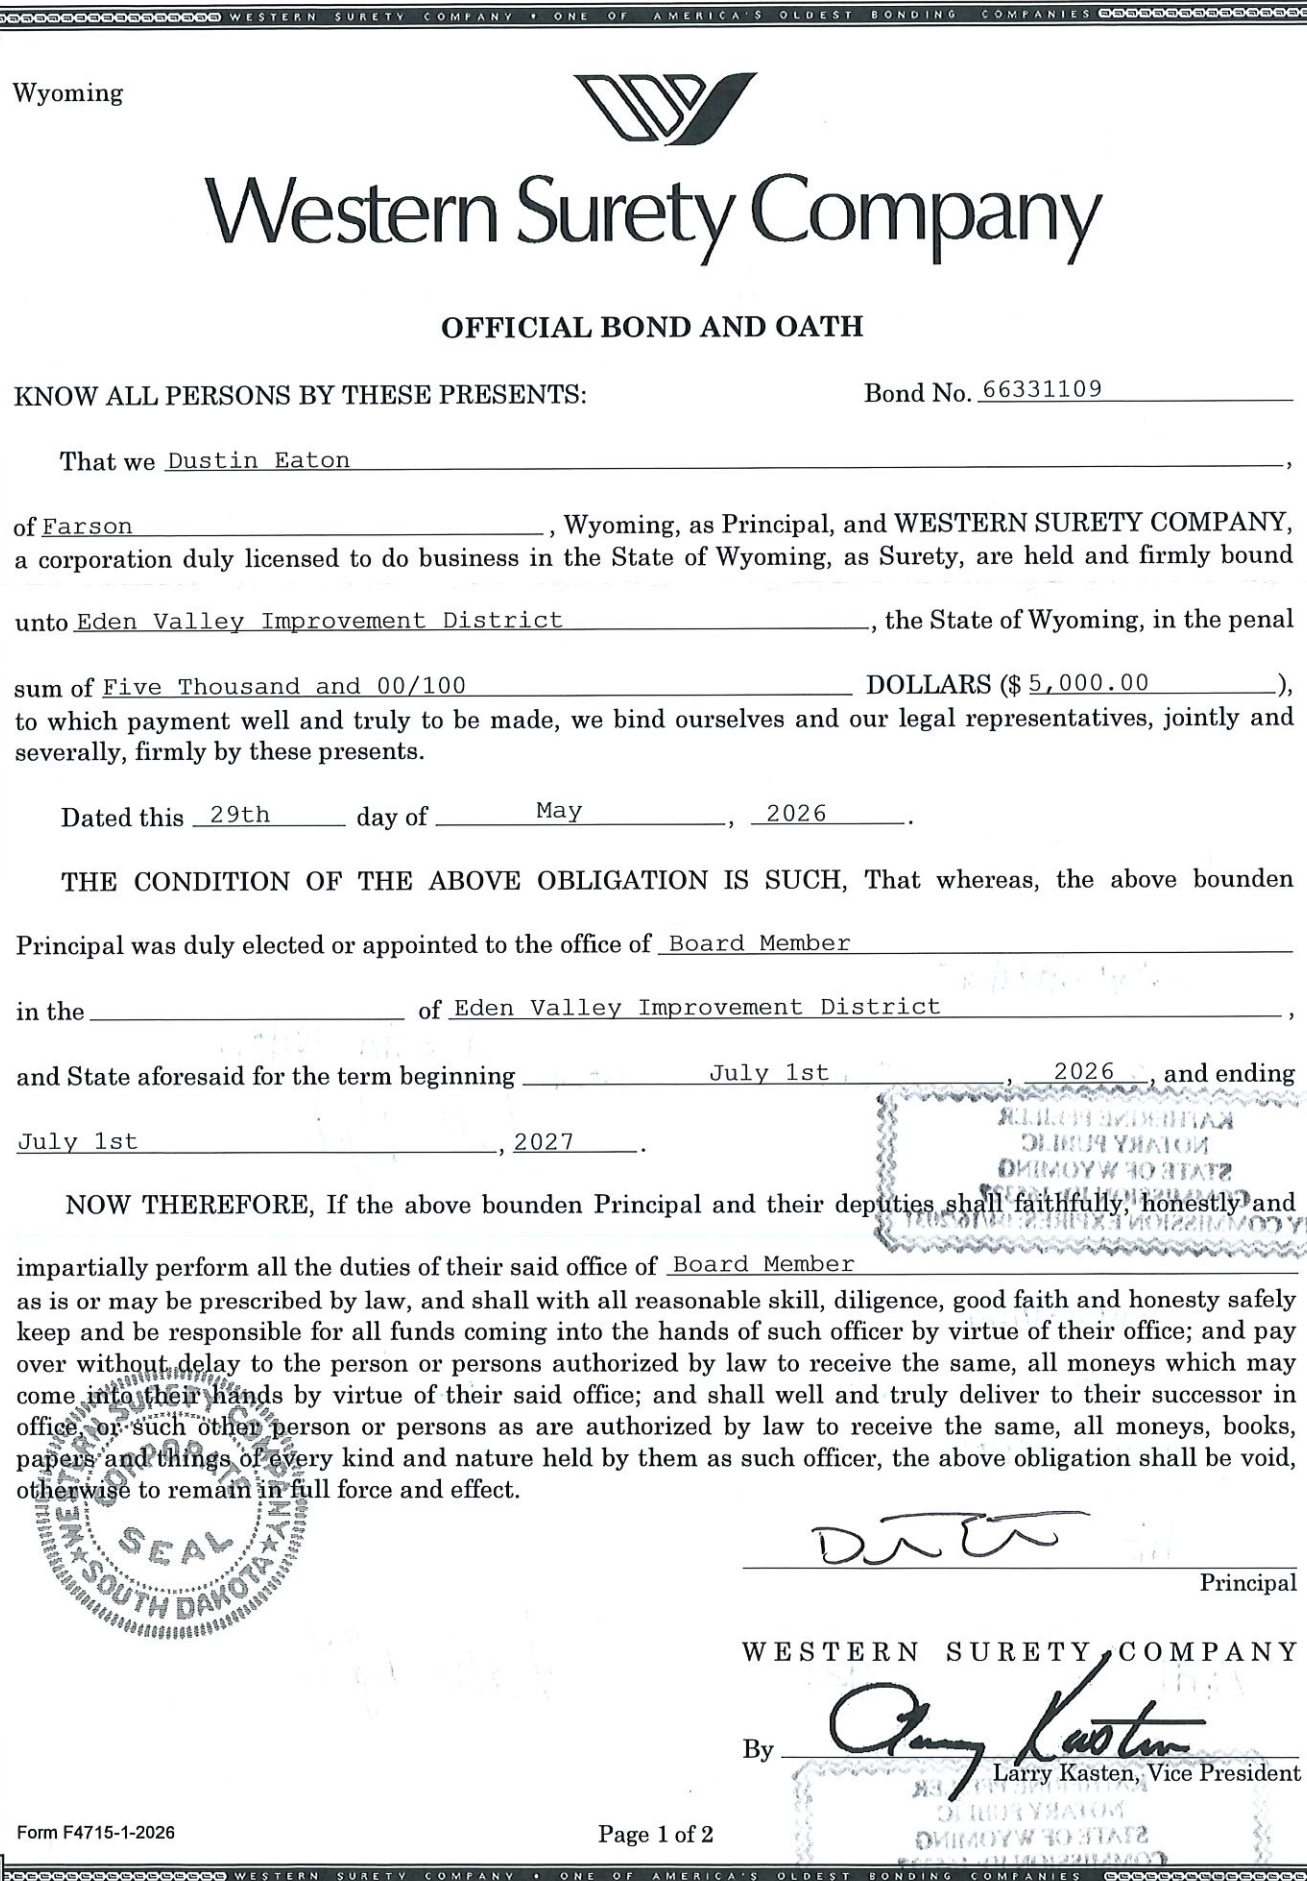 WESTERN SURETY COMPANY • ONE OF AMERICA'S OLDEST BONDING COMPANIES
Wyoming
Western Surety Company
OFFICIAL BOND AND OATH
KNOW ALL PERSONS BY THESE PRESENTS: Bond No. 66331109
That we Dustin Eaton,
of Farson, Wyoming, as Principal, and WESTERN SURETY COMPANY,
a corporation duly licensed to do business in the State of Wyoming, as Surety, are held and firmly bound
unto Eden Valley Improvement District, the State of Wyoming, in the penal
sum of Five Thousand and 00/100 DOLLARS ($ 5,000.00),
to which payment well and truly to be made, we bind ourselves and our legal representatives, jointly and
severally, firmly by these presents.
Dated this 29th day of May, 2026.
THE CONDITION OF THE ABOVE OBLIGATION IS SUCH, That whereas, the above bounden
Principal was duly elected or appointed to the office of Board Member
in the of Eden Valley Improvement District,
and State aforesaid for the term beginning July 1st, 2026, and ending
July 1st, 2027.
KATHERINE
NOTARY PUBLIC
STATE OF WYOMING
NOW THEREFORE, If the above bounden Principal and their deputies shall faithfully, honestly and
COMMISSION EXPIRES:
impartially perform all the duties of their said office of Board Member
as is or may be prescribed by law, and shall with all reasonable skill, diligence, good faith and honesty safely
keep and be responsible for all funds coming into the hands of such officer by virtue of their office; and pay
over without delay to the person or persons authorized by law to receive the same, all moneys which may
come into their hands by virtue of their said office; and shall well and truly deliver to their successor in
office, or such other person or persons as are authorized by law to receive the same, all moneys, books,
papers and things of every kind and nature held by them as such officer, the above obligation shall be void,
otherwise to remain in full force and effect.
WESTERN SURETY COMPANY
CORPORATE
SEAL
SOUTH DAKOTA
Principal
WESTERN SURETY COMPANY
By Larry Kasten
Larry Kasten, Vice President
NOTARY PUBLIC
STATE OF WYOMING
Form F4715-1-2026 Page 1 of 2
WESTERN SURETY COMPANY • ONE OF AMERICA'S OLDEST BONDING COMPANIES